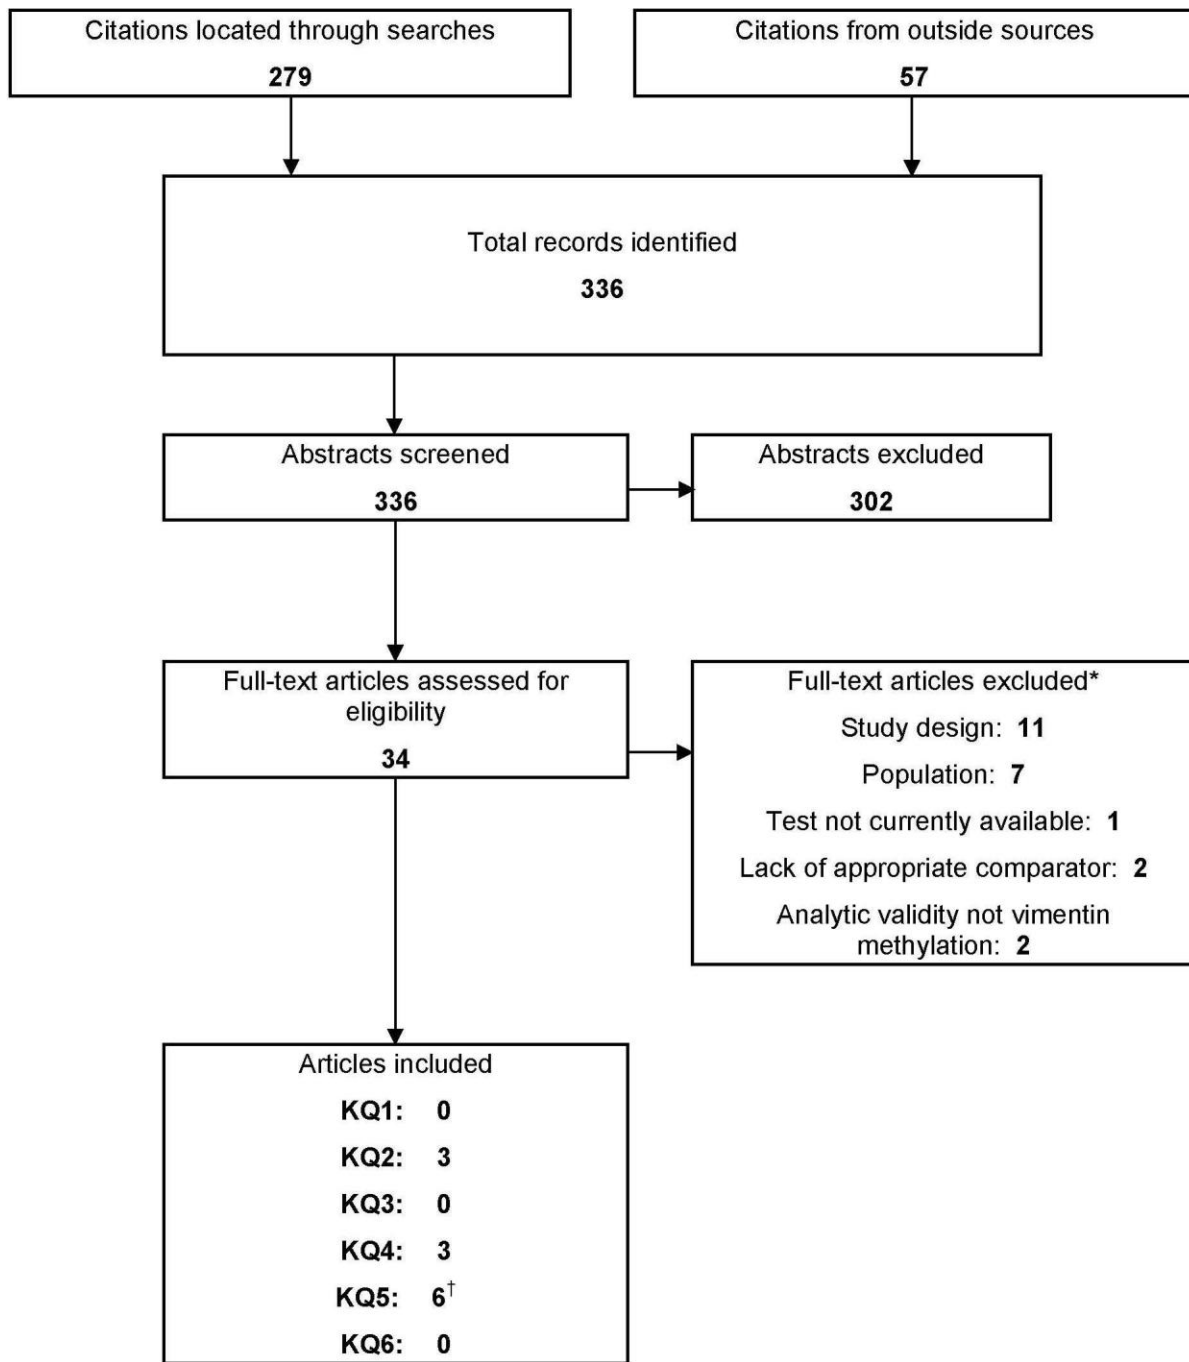 Citations located through searches
279
Citations from outside sources
57
Total records identified
336
Abstracts screened
336
Abstracts excluded
302
Full-text articles assessed for
eligibility
34
Full-text articles excluded*
Study design: 11
Population: 7
Test not currently available: 1
Lack of appropriate comparator: 2
Analytic validity not vimentin
methylation: 2
Articles included
KQ1: 0
KQ2: 3
KQ3: 0
KQ4: 3
KQ5: 6†
KQ6: 0